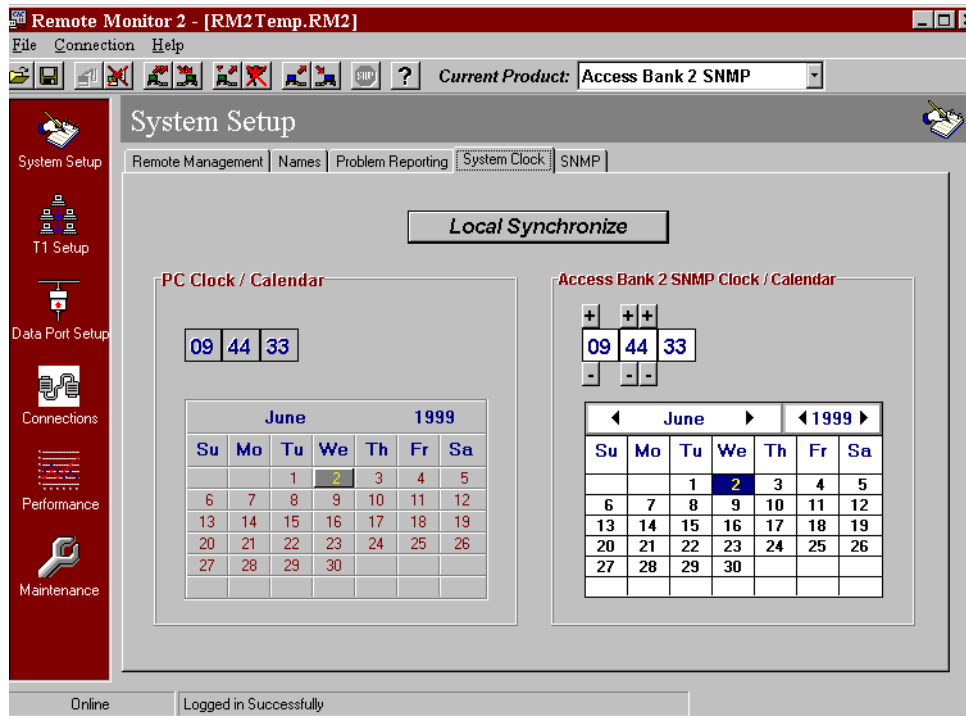 Remote Monitor 2 - [RM2Temp.RM2]
File Connection Help
STOP ? Current Product: Access Bank 2 SNMP
System Setup
System Setup
T1 Setup
Data Port Setup
Connections
Performance
Maintenance
Remote Management Names Problem Reporting System Clock SNMP
Local Synchronize
PC Clock / Calendar
09 44 33
June 1999
Su Mo Tu We Th Fr Sa
1 2 3 4 5
6 7 8 9 10 11 12
13 14 15 16 17 18 19
20 21 22 23 24 25 26
27 28 29 30
Access Bank 2 SNMP Clock / Calendar
+ + +
09 44 33
- - -
June 1999
Su Mo Tu We Th Fr Sa
1 2 3 4 5
6 7 8 9 10 11 12
13 14 15 16 17 18 19
20 21 22 23 24 25 26
27 28 29 30
Online Logged in Successfully